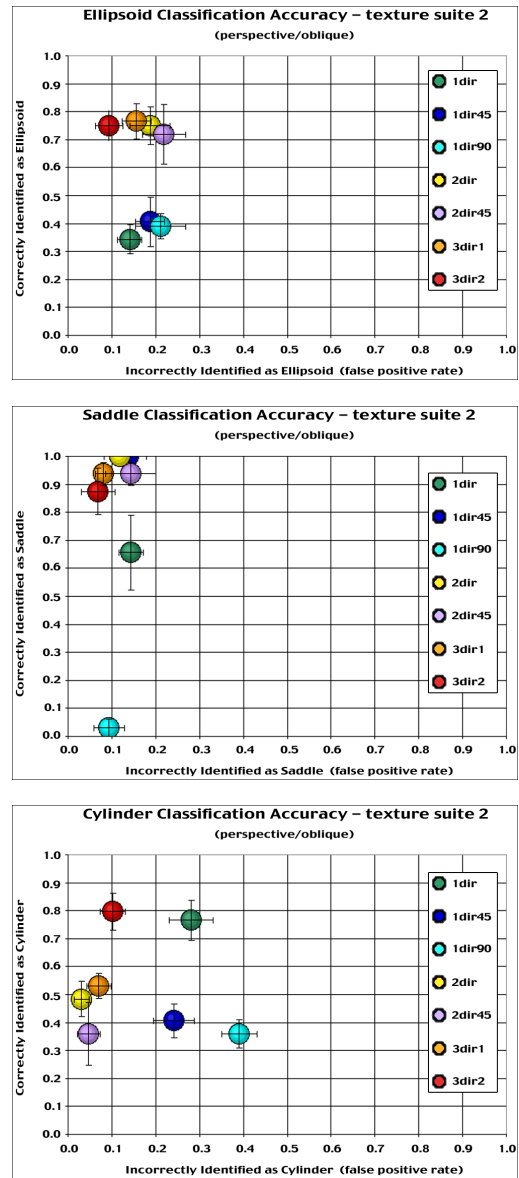 Ellipsoid Classification Accuracy – texture suite 2
(perspective/oblique)
Correctly Identified as Ellipsoid
1.0
0.9
0.8
0.7
0.6
0.5
0.4
0.3
0.2
0.1
0.0
0.0 0.1 0.2 0.3 0.4 0.5 0.6 0.7 0.8 0.9 1.0
Incorrectly Identified as Ellipsoid (false positive rate)
1dir
1dir45
1dir90
2dir
2dir45
3dir1
3dir2
Saddle Classification Accuracy – texture suite 2
(perspective/oblique)
Correctly Identified as Saddle
1.0
0.9
0.8
0.7
0.6
0.5
0.4
0.3
0.2
0.1
0.0
0.0 0.1 0.2 0.3 0.4 0.5 0.6 0.7 0.8 0.9 1.0
Incorrectly Identified as Saddle (false positive rate)
1dir
1dir45
1dir90
2dir
2dir45
3dir1
3dir2
Cylinder Classification Accuracy – texture suite 2
(perspective/oblique)
Correctly Identified as Cylinder
1.0
0.9
0.8
0.7
0.6
0.5
0.4
0.3
0.2
0.1
0.0
0.0 0.1 0.2 0.3 0.4 0.5 0.6 0.7 0.8 0.9 1.0
Incorrectly Identified as Cylinder (false positive rate)
1dir
1dir45
1dir90
2dir
2dir45
3dir1
3dir2